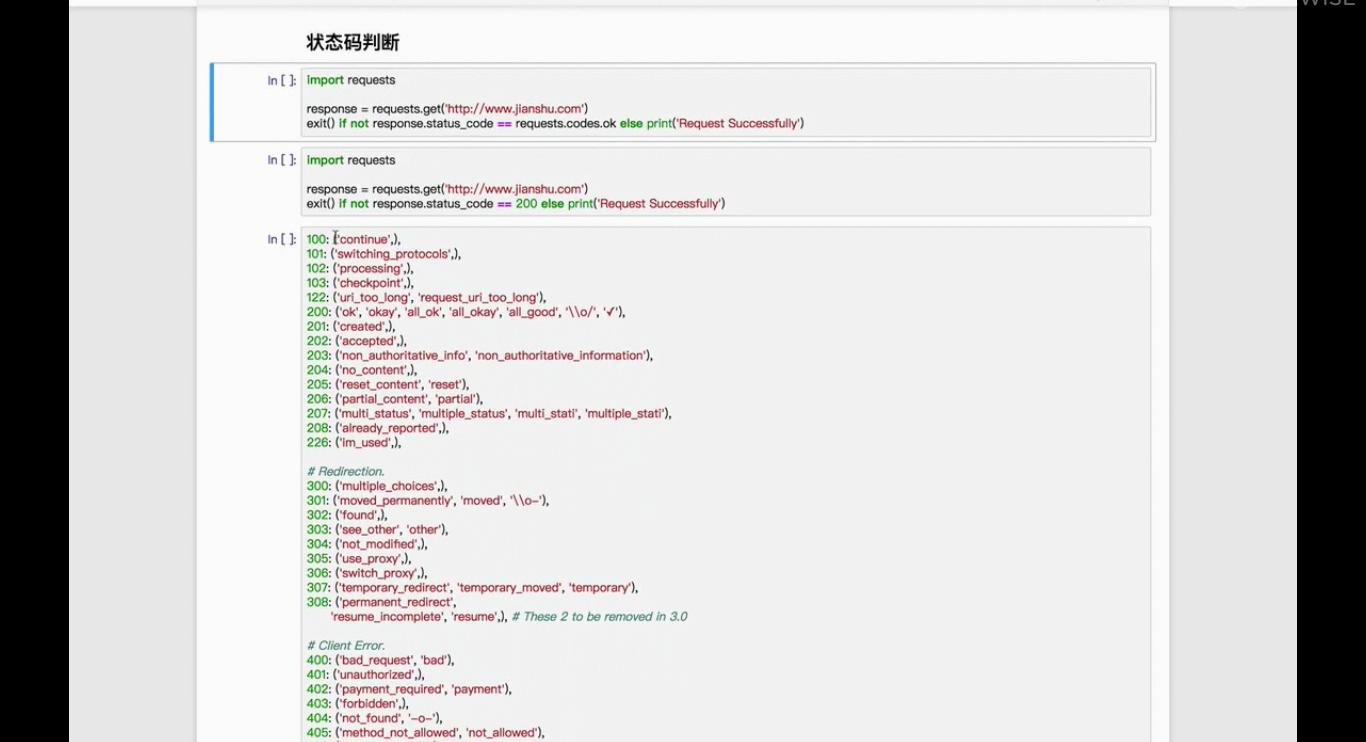 WISE
状态码判断
In [ ]: import requests
response = requests.get('http://www.jianshu.com')
exit() if not response.status_code == requests.codes.ok else print('Request Successfully')
In [ ]: import requests
response = requests.get('http://www.jianshu.com')
exit() if not response.status_code == 200 else print('Request Successfully')
In [ ]: 100: ('continue',),
101: ('switching_protocols',),
102: ('processing',),
103: ('checkpoint',),
122: ('uri_too_long', 'request_uri_too_long'),
200: ('ok', 'okay', 'all_ok', 'all_okay', 'all_good', '\\o/', '✓'),
201: ('created',),
202: ('accepted',),
203: ('non_authoritative_info', 'non_authoritative_information'),
204: ('no_content',),
205: ('reset_content', 'reset'),
206: ('partial_content', 'partial'),
207: ('multi_status', 'multiple_status', 'multi_stati', 'multiple_stati'),
208: ('already_reported',),
226: ('im_used',),
# Redirection.
300: ('multiple_choices',),
301: ('moved_permanently', 'moved', '\\o-'),
302: ('found',),
303: ('see_other', 'other'),
304: ('not_modified',),
305: ('use_proxy',),
306: ('switch_proxy',),
307: ('temporary_redirect', 'temporary_moved', 'temporary'),
308: ('permanent_redirect',
'resume_incomplete', 'resume',), # These 2 to be removed in 3.0
# Client Error.
400: ('bad_request', 'bad'),
401: ('unauthorized',),
402: ('payment_required', 'payment'),
403: ('forbidden',),
404: ('not_found', '-o-'),
405: ('method_not_allowed', 'not_allowed'),